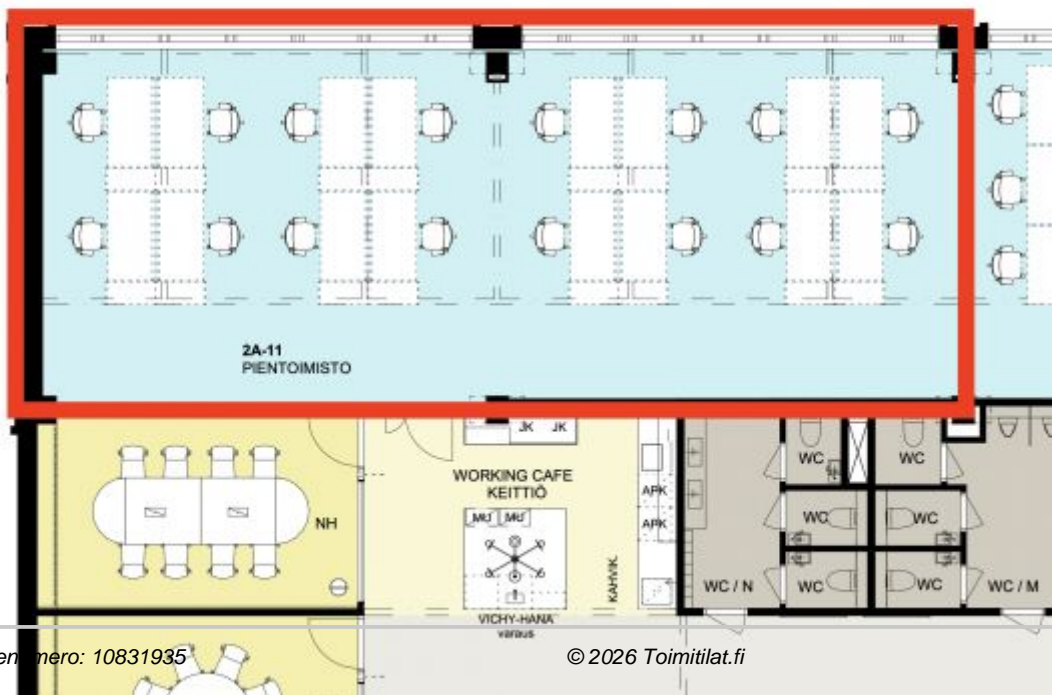 2A-11
PIENTOIMISTO
JK JK
WORKING CAFE
KEITTIÖ
MU MU
APK
APK
KAHVIK.
VICHY-HANA
varaus
NH
WC
WC
WC
WC
WC
WC
WC / N
WC / M
mero: 10831935
© 2026 Toimitilat.fi